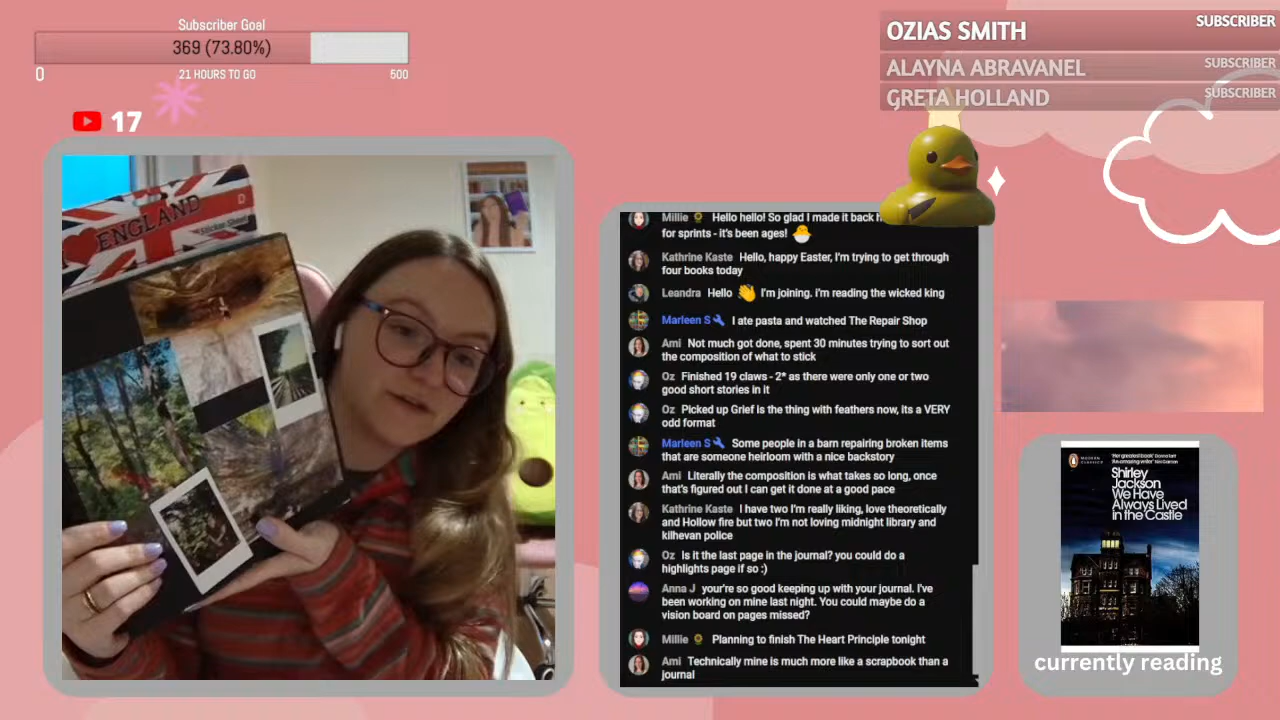 Subscriber Goal
369 (73.80%)
0
21 HOURS TO GO
500
17
OZIAS SMITH
SUBSCRIBER
ALAYNA ABRAVANEL
SUBSCRIBER
GRETA HOLLAND
SUBSCRIBER
ENGLAND
Millie Hello hello! So glad I made it back
for sprints - it's been ages!
Kathrine Kaste Hello, happy Easter, I'm trying to get through
four books today
Leandra Hello I'm joining. i'm reading the wicked king
Marleen S I ate pasta and watched The Repair Shop
Ami Not much got done, spent 30 minutes trying to sort out
the composition of what to stick
Oz Finished 19 claws - 2* as there were only one or two
good short stories in it
Oz Picked up Grief is the thing with feathers now, its a VERY
odd format
Marleen S Some people in a barn repairing broken items
that are someone heirloom with a nice backstory
Ami Literally the composition is what takes so long, once
that's figured out I can get it done at a good pace
Kathrine Kaste I have two I'm really liking, love theoretically
and Hollow fire but two I'm not loving midnight library and
kilhevan police
Oz Is it the last page in the journal? you could do a
highlights page if so :)
Anna J your're so good keeping up with your journal. I've
been working on mine last night. You could maybe do a
vision board on pages missed?
Millie Planning to finish The Heart Principle tonight
Ami Technically mine is much more like a scrapbook than a
journal
Shirley
Jackson
We Have
Always Lived
in the Castle
currently reading